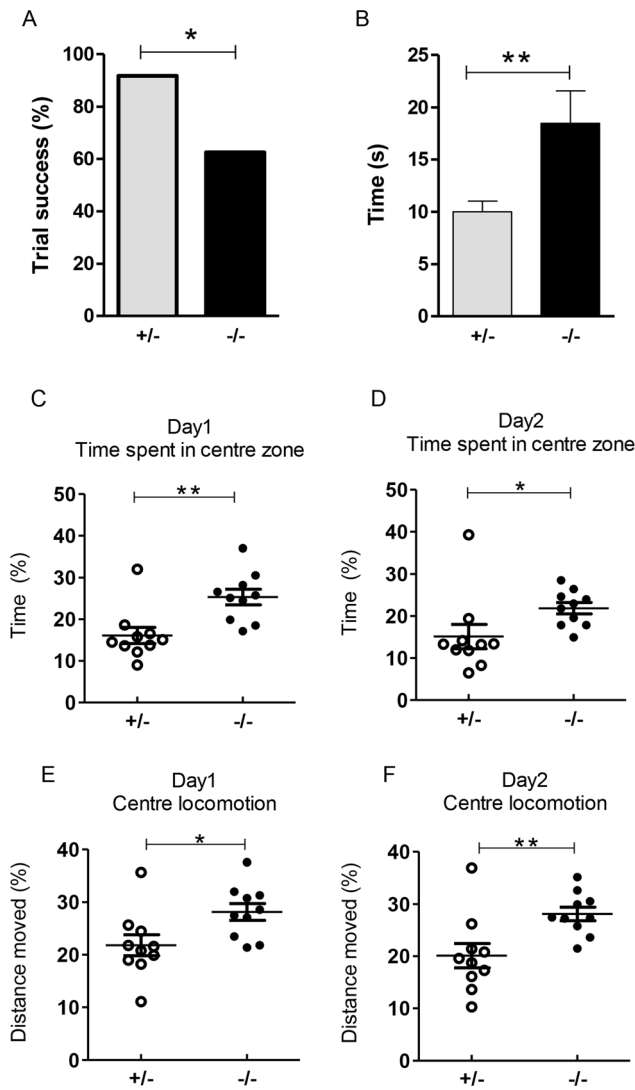 A
*
Trial success (%)
100
80
60
40
20
0
+/-
-/-
B
**
Time (s)
25
20
15
10
5
0
+/-
-/-
C
Day1
Time spent in centre zone
**
Time (%)
50
40
30
20
10
0
+/-
-/-
D
Day2
Time spent in centre zone
*
Time (%)
50
40
30
20
10
0
+/-
-/-
E
Day1
Centre locomotion
*
Distance moved (%)
40
30
20
10
0
+/-
-/-
F
Day2
Centre locomotion
**
Distance moved (%)
40
30
20
10
0
+/-
-/-